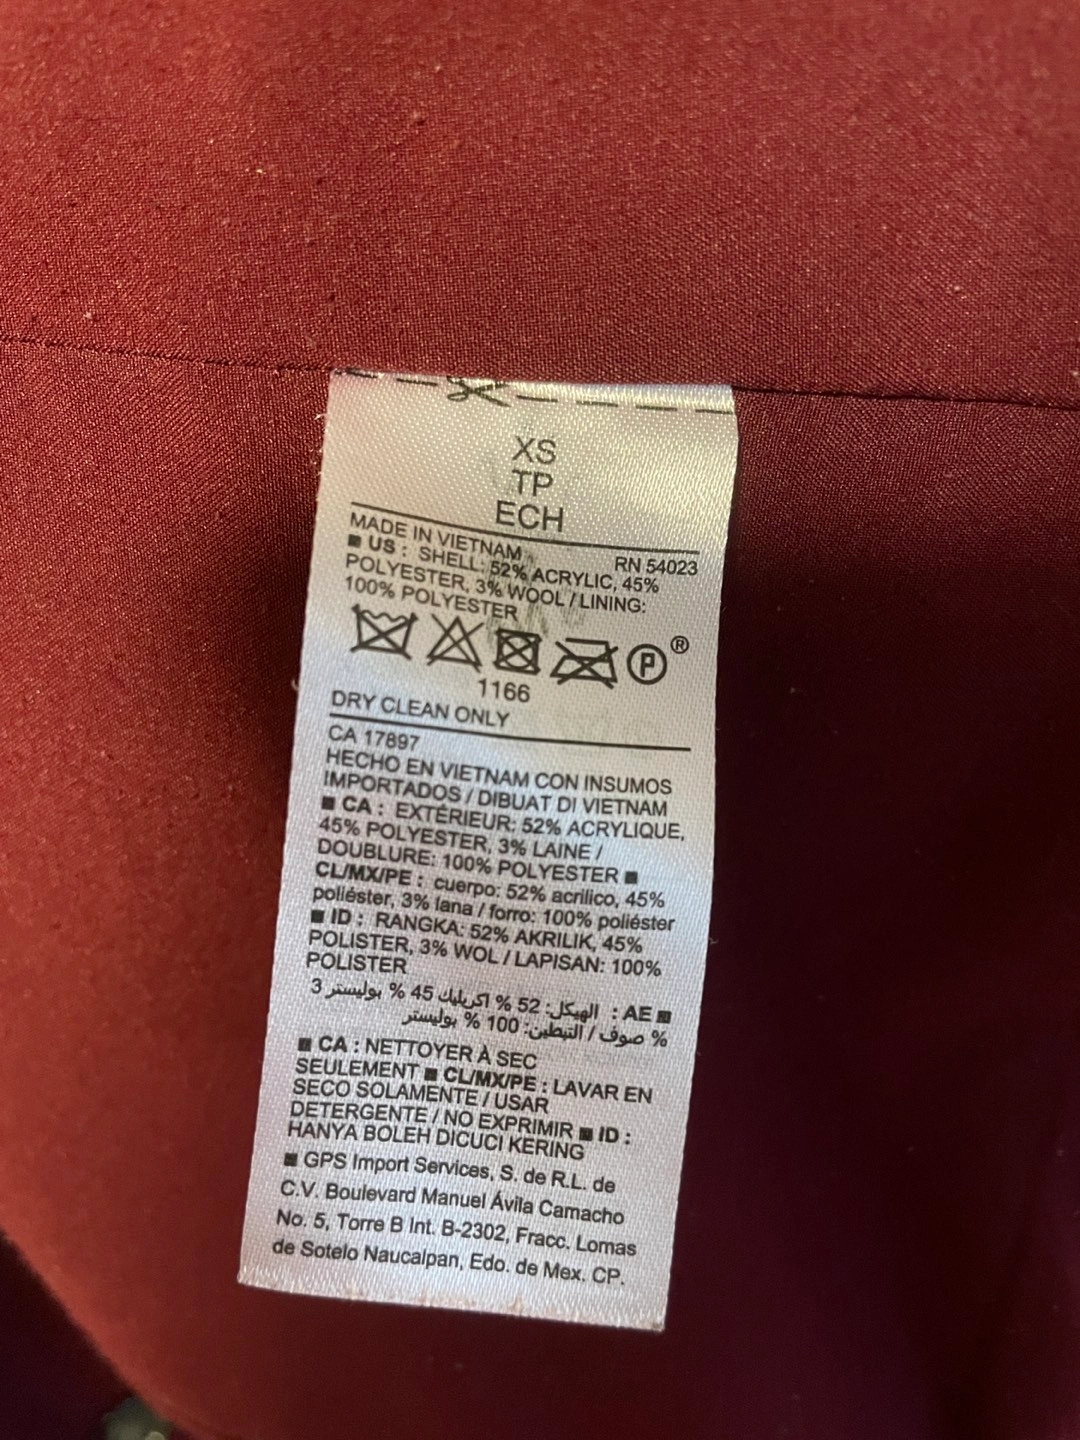 XS
TP
ECH
MADE IN VIETNAM RN 54023
■ US : SHELL: 52% ACRYLIC, 45%
POLYESTER, 3% WOOL / LINING:
100% POLYESTER
P ®
1166
DRY CLEAN ONLY
CA 17897
HECHO EN VIETNAM CON INSUMOS
IMPORTADOS / DIBUAT DI VIETNAM
■ CA : EXTÉRIEUR: 52% ACRYLIQUE,
45% POLYESTER, 3% LAINE /
DOUBLURE: 100% POLYESTER ■
CL/MX/PE : cuerpo: 52% acrilico, 45%
poliéster, 3% lana / forro: 100% poliéster
■ ID : RANGKA: 52% AKRILIK, 45%
POLISTER, 3% WOL / LAPISAN: 100%
POLISTER
■ AE : الهيكل: 52 % اكريليك 45 % بوليستر 3
% صوف / التبطين: 100 % بوليستر
■ CA : NETTOYER À SEC
SEULEMENT ■ CL/MX/PE : LAVAR EN
SECO SOLAMENTE / USAR
DETERGENTE / NO EXPRIMIR ■ ID :
HANYA BOLEH DICUCI KERING
■ GPS Import Services, S. de R.L. de
C.V. Boulevard Manuel Ávila Camacho
No. 5, Torre B Int. B-2302, Fracc. Lomas
de Sotelo Naucalpan, Edo. de Mex. CP.